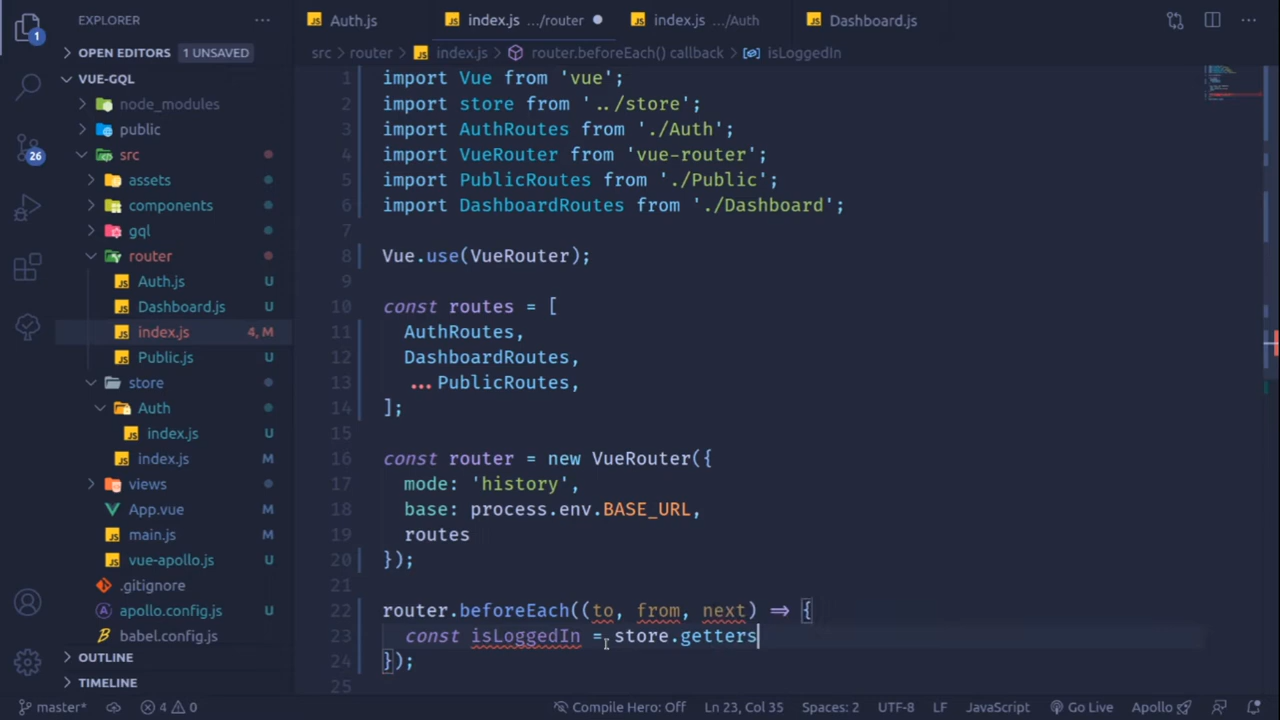 EXPLORER
Auth.js
index.js .../router
index.js .../Auth
Dashboard.js
OPEN EDITORS 1 UNSAVED
src > router > index.js > router.beforeEach() callback > isLoggedIn
VUE-GQL
node_modules
public
src
assets
components
gql
router
Auth.js U
Dashboard.js U
index.js 4, M
Public.js U
store
Auth
index.js U
index.js M
views
App.vue M
main.js M
vue-apollo.js U
.gitignore
apollo.config.js U
babel.config.js
OUTLINE
TIMELINE
1
26
1 import Vue from 'vue';
2 import store from '../store';
3 import AuthRoutes from './Auth';
4 import VueRouter from 'vue-router';
5 import PublicRoutes from './Public';
6 import DashboardRoutes from './Dashboard';
7
8 Vue.use(VueRouter);
9
10 const routes = [
11 AuthRoutes,
12 DashboardRoutes,
13 ...PublicRoutes,
14 ];
15
16 const router = new VueRouter({
17 mode: 'history',
18 base: process.env.BASE_URL,
19 routes
20 });
21
22 router.beforeEach((to, from, next) => {
23 const isLoggedIn = store.getters
24 });
25
master* 4 0 Compile Hero: Off Ln 23, Col 35 Spaces: 2 UTF-8 LF JavaScript Go Live Apollo